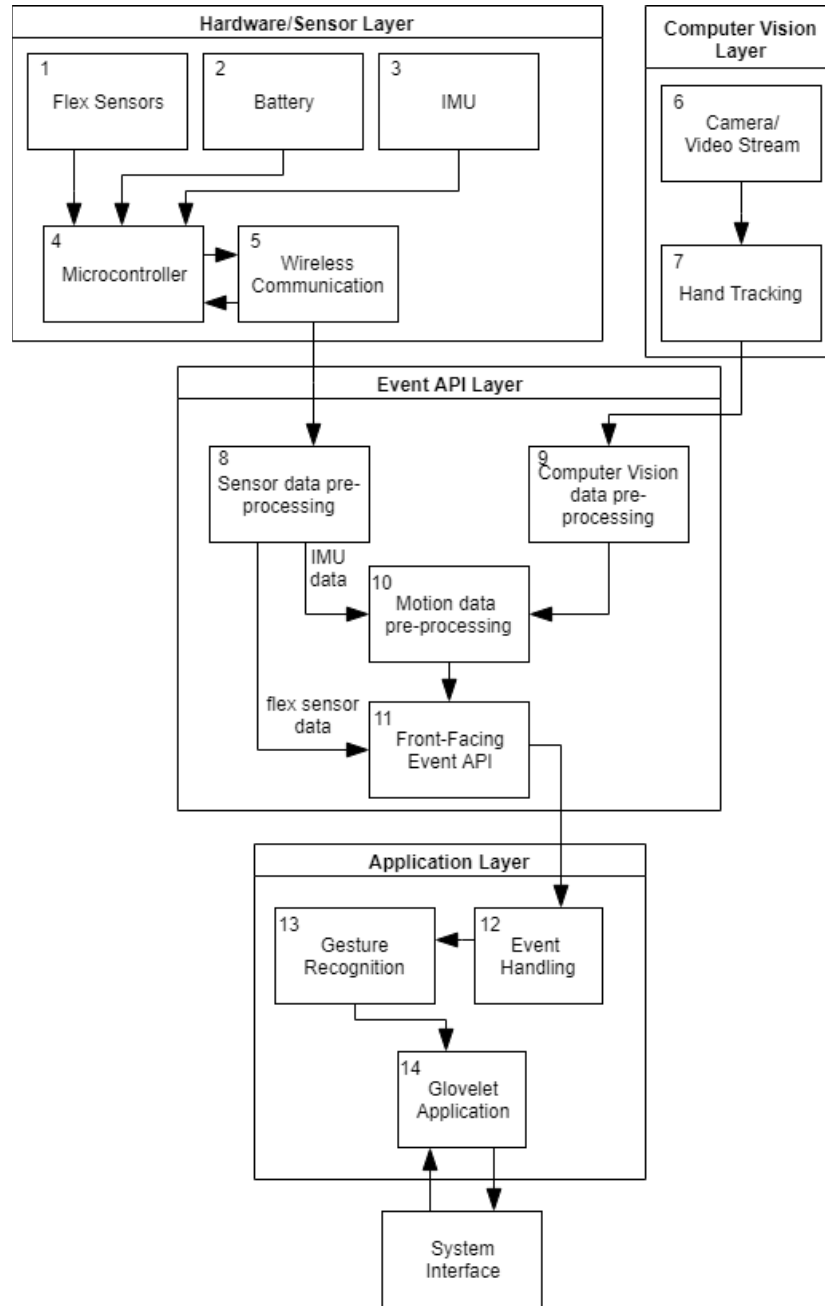 Hardware/Sensor Layer
1
Flex Sensors
2
Battery
3
IMU
4
Microcontroller
5
Wireless
Communication
Computer Vision
Layer
6
Camera/
Video Stream
7
Hand Tracking
Event API Layer
8
Sensor data pre-
processing
9
Computer Vision
data pre-
processing
IMU
data
10
Motion data
pre-processing
flex sensor
data
11
Front-Facing
Event API
Application Layer
13
Gesture
Recognition
12
Event
Handling
14
Glovelet
Application
System
Interface